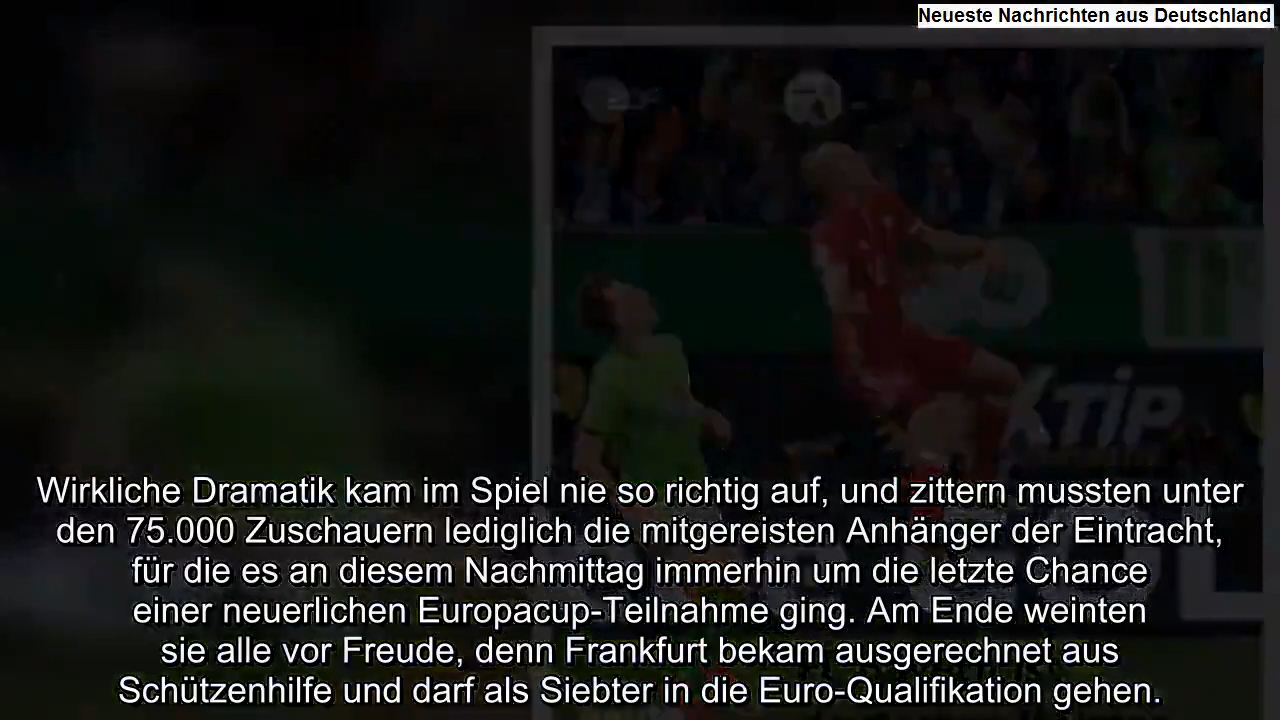 Neueste Nachrichten aus Deutschland
XTiP
Wirkliche Dramatik kam im Spiel nie so richtig auf, und zittern mussten unter
den 75.000 Zuschauern lediglich die mitgereisten Anhänger der Eintracht,
für die es an diesem Nachmittag immerhin um die letzte Chance
einer neuerlichen Europacup-Teilnahme ging. Am Ende weinten
sie alle vor Freude, denn Frankfurt bekam ausgerechnet aus
Schützenhilfe und darf als Siebter in die Euro-Qualifikation gehen.